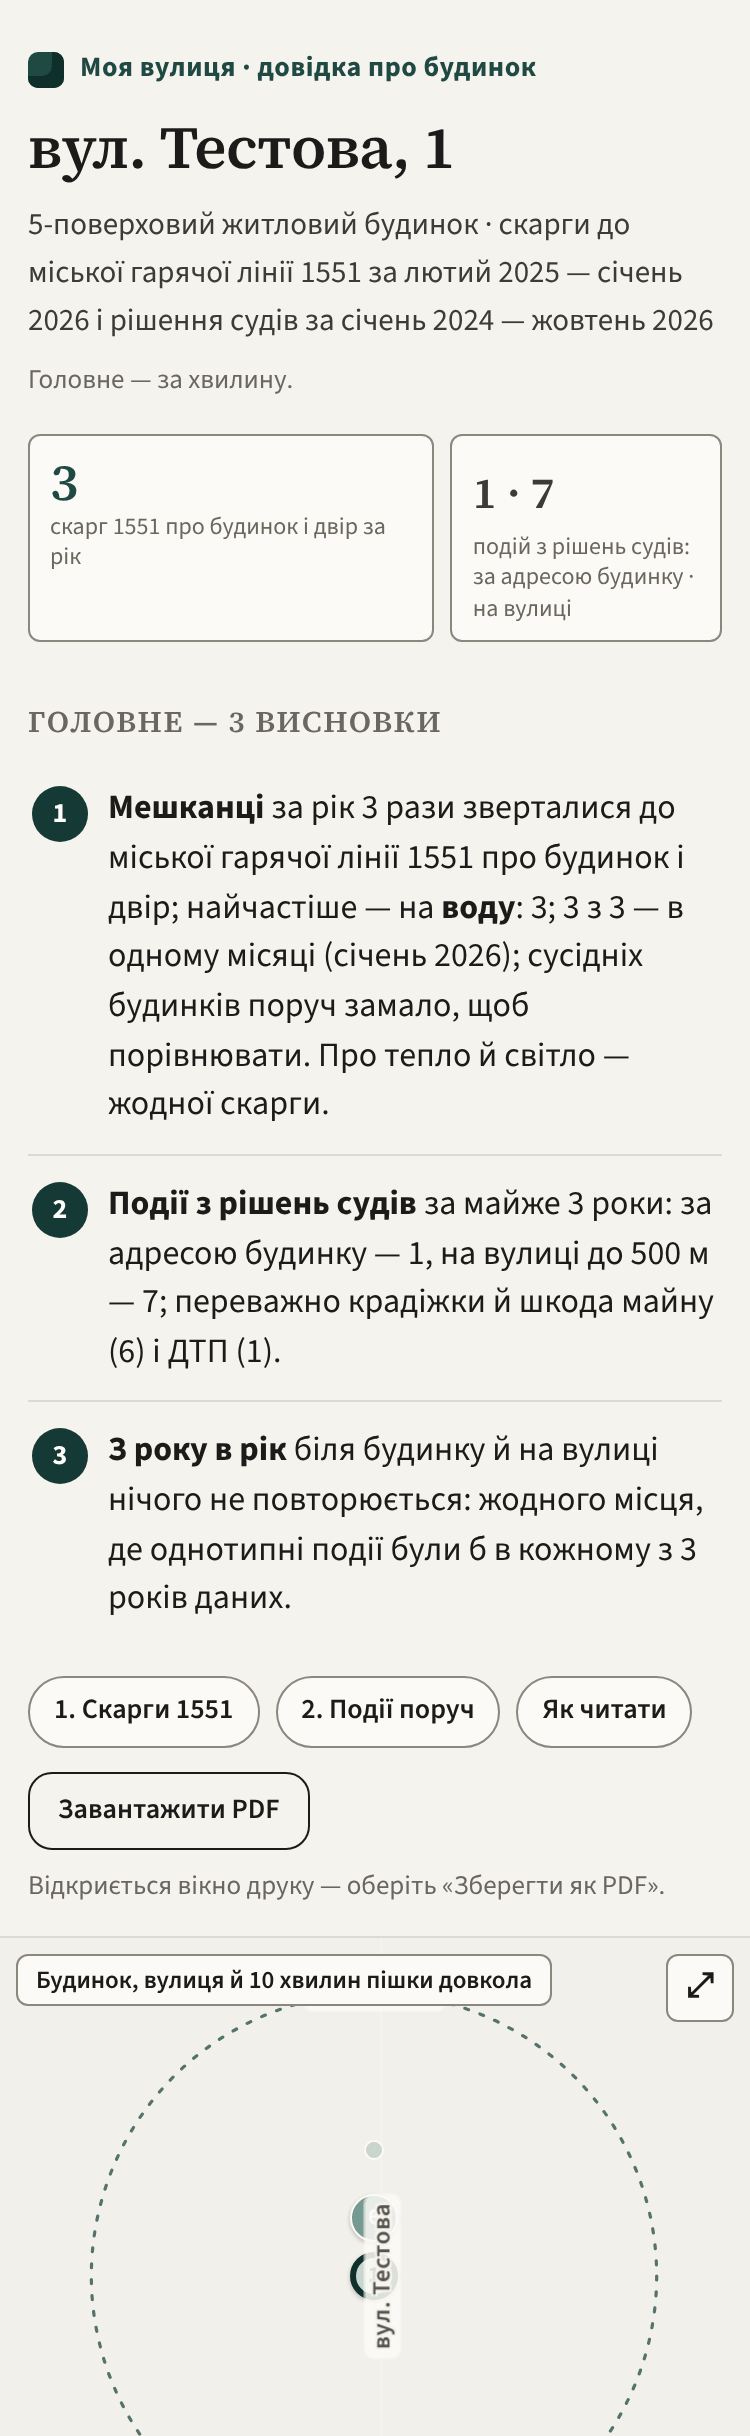 Моя вулиця · довідка про будинок
вул. Тестова, 1
5-поверховий житловий будинок · скарги до
міської гарячої лінії 1551 за лютий 2025 — січень
2026 і рішення судів за січень 2024 — жовтень 2026
Головне — за хвилину.
3
скарг 1551 про будинок і двір за
рік
1 · 7
подій з рішень судів:
за адресою будинку ·
на вулиці
ГОЛОВНЕ — 3 ВИСНОВКИ
1
Мешканці за рік 3 рази зверталися до
міської гарячої лінії 1551 про будинок і
двір; найчастіше — на воду: 3; 3 з 3 — в
одному місяці (січень 2026); сусідніх
будинків поруч замало, щоб
порівнювати. Про тепло й світло —
жодної скарги.
2
Події з рішень судів за майже 3 роки: за
адресою будинку — 1, на вулиці до 500 м
— 7; переважно крадіжки й шкода майну
(6) і ДТП (1).
3
З року в рік біля будинку й на вулиці
нічого не повторюється: жодного місця,
де однотипні події були б в кожному з 3
років даних.
1. Скарги 1551
2. Події поруч
Як читати
Завантажити PDF
Відкриється вікно друку — оберіть «Зберегти як PDF».
Будинок, вулиця й 10 хвилин пішки довкола
вул. Тестова